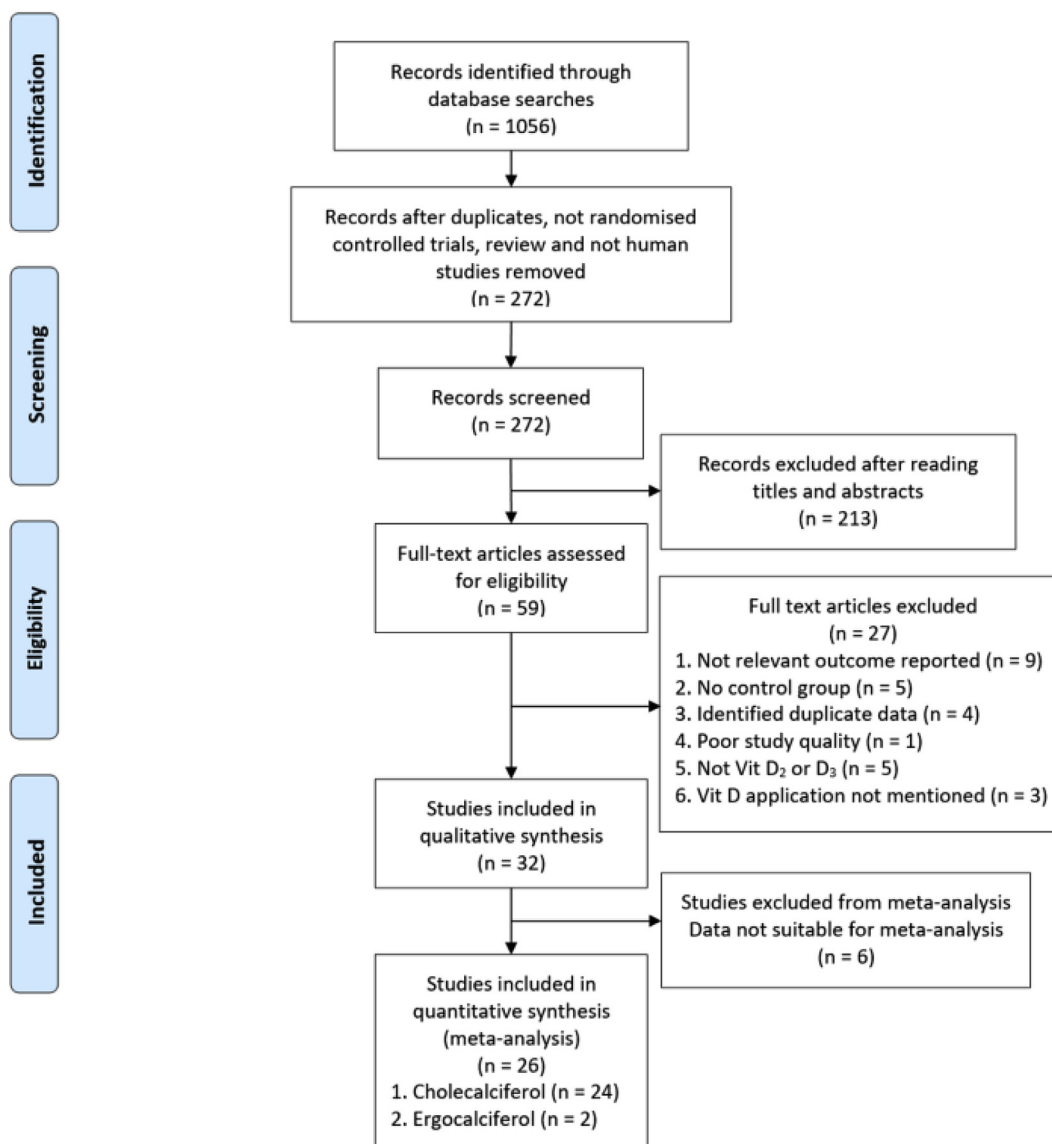 Identification
Records identified through
database searches
(n = 1056)
Records after duplicates, not randomised
controlled trials, review and not human
studies removed
(n = 272)
Screening
Records screened
(n = 272)
Records excluded after reading
titles and abstracts
(n = 213)
Eligibility
Full-text articles assessed
for eligibility
(n = 59)
Full text articles excluded
(n = 27)
1. Not relevant outcome reported (n = 9)
2. No control group (n = 5)
3. Identified duplicate data (n = 4)
4. Poor study quality (n = 1)
5. Not Vit D₂ or D₃ (n = 5)
6. Vit D application not mentioned (n = 3)
Included
Studies included in
qualitative synthesis
(n = 32)
Studies excluded from meta-analysis
Data not suitable for meta-analysis
(n = 6)
Studies included in
quantitative synthesis
(meta-analysis)
(n = 26)
1. Cholecalciferol (n = 24)
2. Ergocalciferol (n = 2)